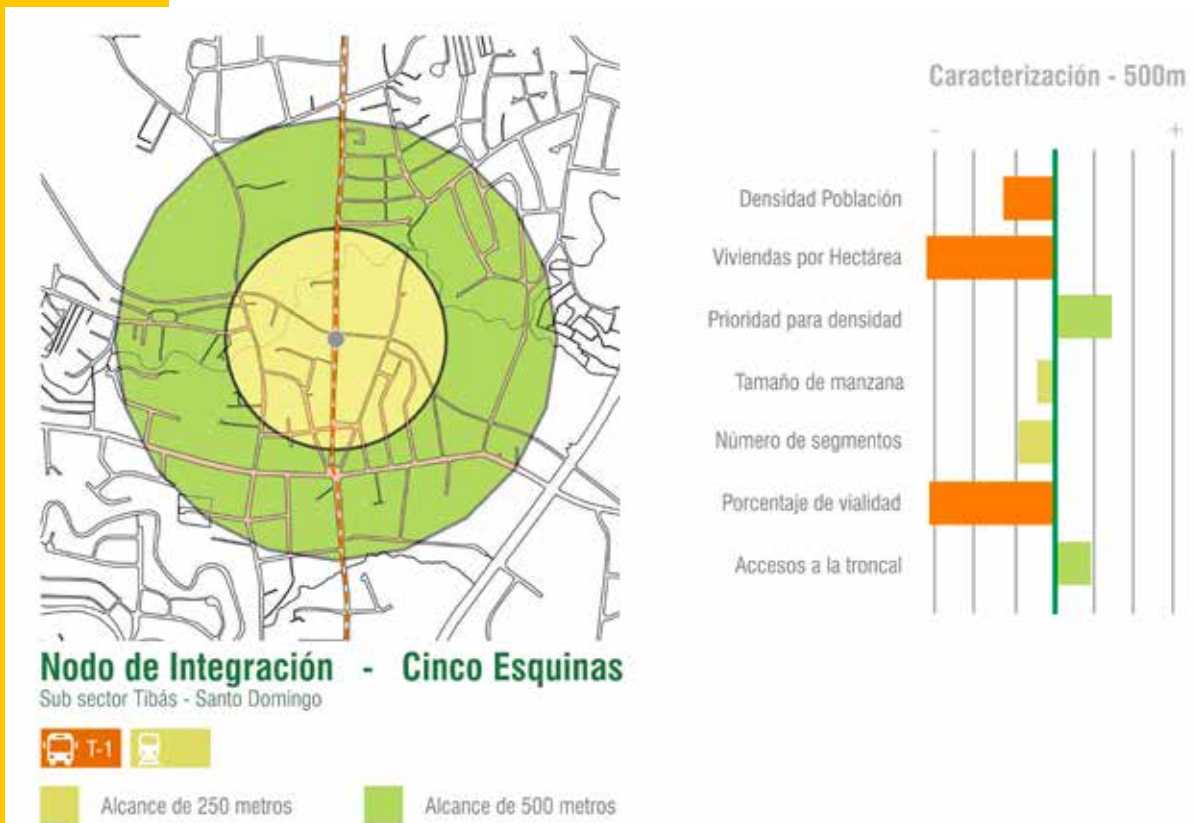 Caracterización - 500m
- +
Densidad Población
Viviendas por Hectárea
Prioridad para densidad
Tamaño de manzana
Número de segmentos
Porcentaje de vialidad
Accesos a la troncal
Nodo de Integración - Cinco Esquinas
Sub sector Tibás - Santo Domingo
T-1
Alcance de 250 metros
Alcance de 500 metros